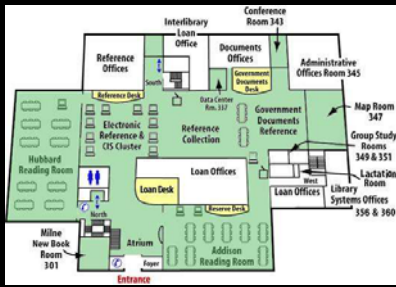 Conference
Room 343
Interlibrary
Loan
Office
Documents
Offices
Reference
Offices
Administrative
Offices Room 345
South
Reference Desk
Government
Documents
Desk
Data Center
Rm. 337
Map Room
347
Electronic
Reference &
CIS Cluster
Reference
Collection
Government
Documents
Reference
Group Study
Rooms
349 & 351
Hubbard
Reading Room
Loan Offices
Lactation
Room
West
Loan Desk
Loan Offices
Library
Systems Offices
356 & 360
North
Reserve Desk
Milne
New Book
Room
301
Atrium
Addison
Reading Room
Foyer
Entrance